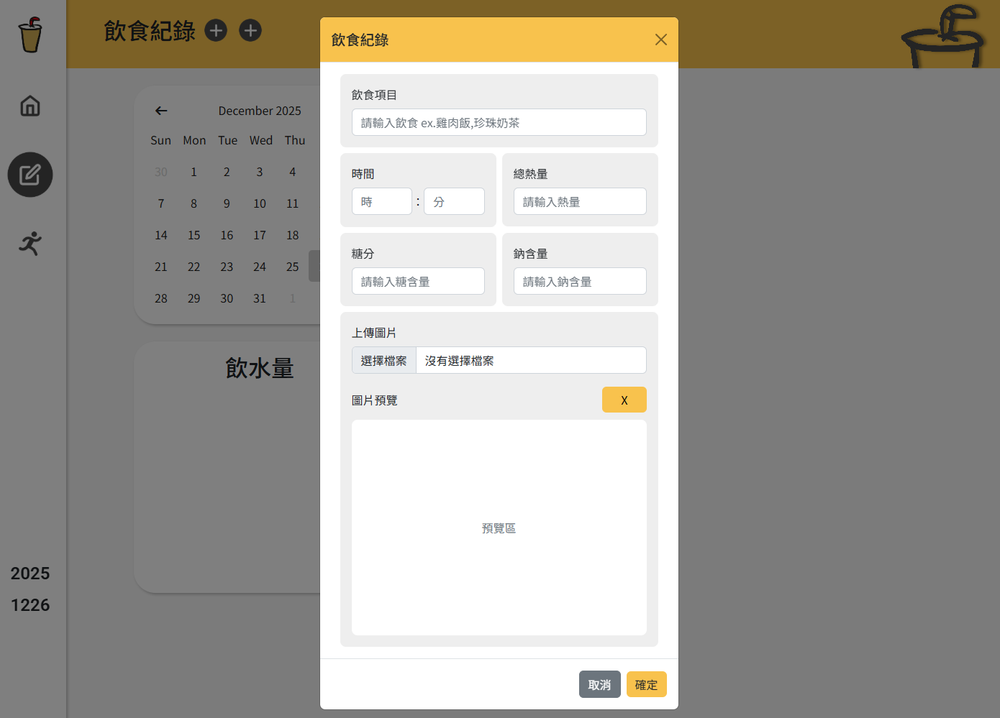 飲食紀錄
December 2025
Sun Mon Tue Wed Thu
30 1 2 3 4
7 8 9 10 11
14 15 16 17 18
21 22 23 24 25
28 29 30 31 1
飲水量
2025
1226
飲食紀錄
飲食項目
請輸入飲食 ex.雞肉飯,珍珠奶茶
時間
時 : 分
總熱量
請輸入熱量
糖分
請輸入糖含量
鈉含量
請輸入鈉含量
上傳圖片
選擇檔案 沒有選擇檔案
圖片預覽 X
預覽區
取消 確定